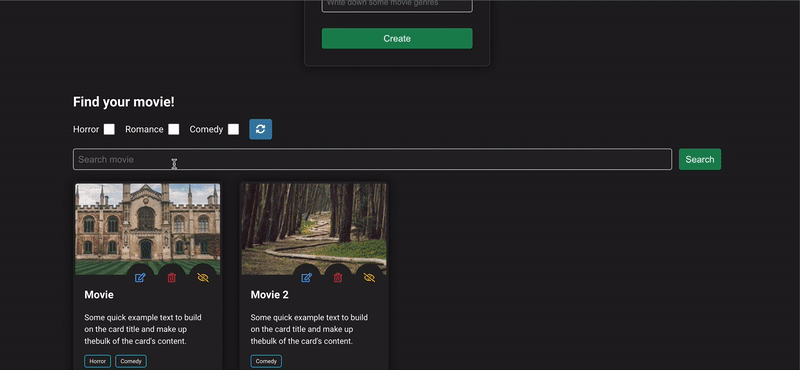 Write down some movie genres
Create
Find your movie!
Horror Romance Comedy
Search movie Search
Movie
Some quick example text to build
on the card title and make up
thebulk of the card's content.
Horror Comedy
Movie 2
Some quick example text to build
on the card title and make up
thebulk of the card's content.
Comedy